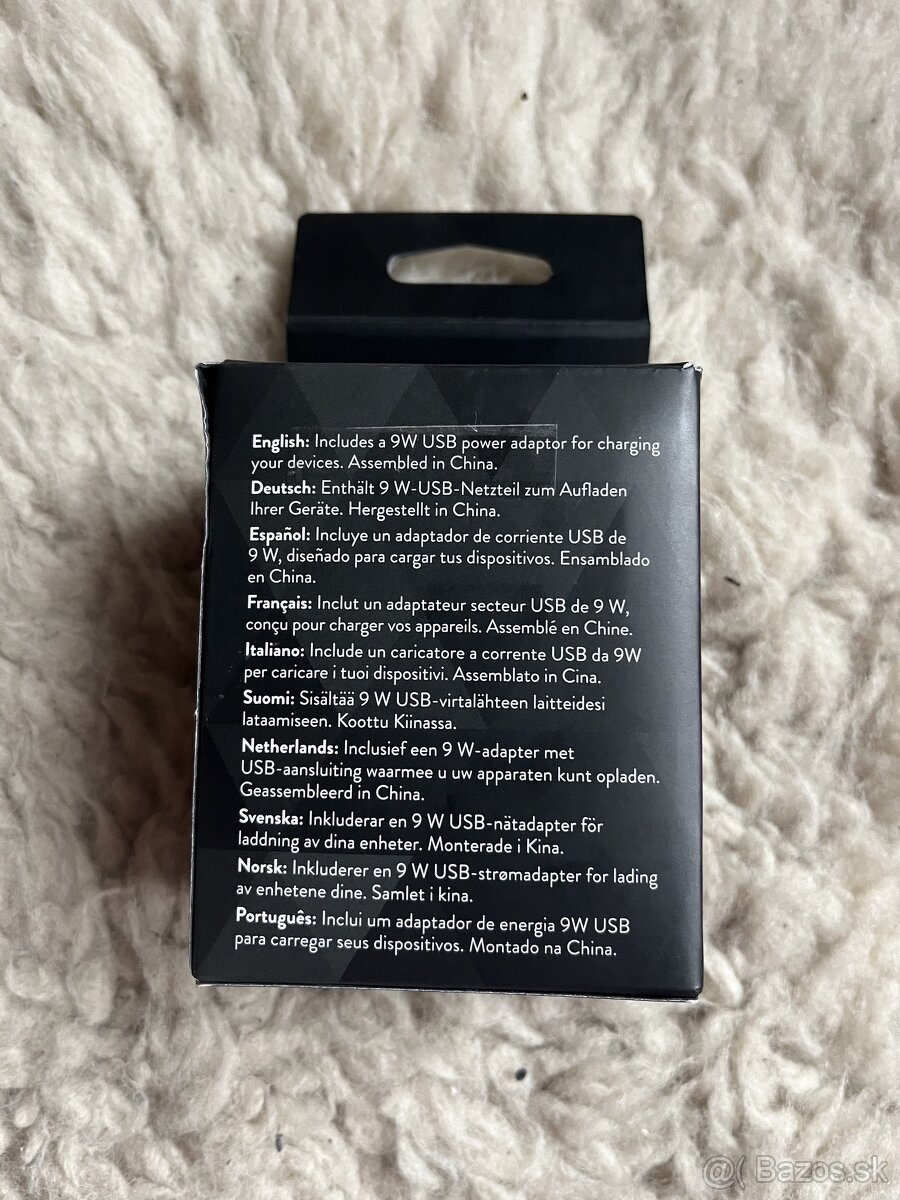 English: Includes a 9W USB power adaptor for charging
your devices. Assembled in China.
Deutsch: Enthält 9 W-USB-Netzteil zum Aufladen
Ihrer Geräte. Hergestellt in China.
Español: Incluye un adaptador de corriente USB de
9 W, diseñado para cargar tus dispositivos. Ensamblado
en China.
Français: Inclut un adaptateur secteur USB de 9 W,
conçu pour charger vos appareils. Assemblé en Chine.
Italiano: Include un caricatore a corrente USB da 9W
per caricare i tuoi dispositivi. Assemblato in Cina.
Suomi: Sisältää 9 W USB-virtalähteen laitteidesi
lataamiseen. Koottu Kiinassa.
Netherlands: Inclusief een 9 W-adapter met
USB-aansluiting waarmee u uw apparaten kunt opladen.
Geassembleerd in China.
Svenska: Inkluderar en 9 W USB-nätadapter för
laddning av dina enheter. Monterade i Kina.
Norsk: Inkluderer en 9 W USB-strømadapter for lading
av enhetene dine. Samlet i kina.
Português: Inclui um adaptador de energia 9W USB
para carregar seus dispositivos. Montado na China.
@( Bazos.sk